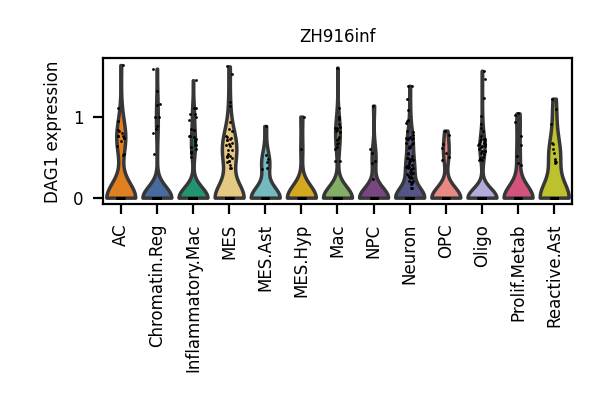 ZH916inf
DAG1 expression
1
0
AC
Chromatin.Reg
Inflammatory.Mac
MES
MES.Ast
MES.Hyp
Mac
NPC
Neuron
OPC
Oligo
Prolif.Metab
Reactive.Ast